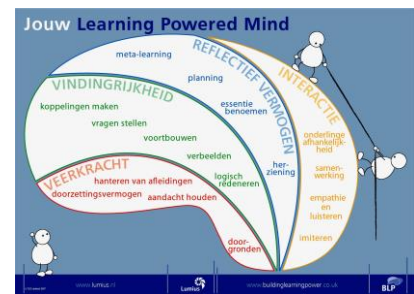 Jouw Learning Powered Mind
REFLECTIEF VERMOGEN
meta-learning
planning
essentie
benoemen
her-
ziening
VINDINGRIJKHEID
koppelingen maken
vragen stellen
voortbouwen
verbeelden
logisch
redeneren
VEERKRACHT
hanteren van afleidingen
doorzettingsvermogen
aandacht houden
door-
gronden
INTERACTIE
onderlinge
afhankelijk-
heid
samen-
werking
empathie
en
luisteren
imiteren
www.lumius.nl
Lumius
www.buildinglearningpower.co.uk
BLP